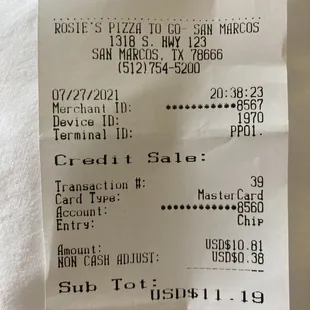 ROSIE'S PIZZA TO GO- SAN MARCOS
1318 S. HWY 123
SAN MARCOS, TX 78666
(512)754-5200
07/27/2021 20:38:23
Merchant ID: ●●●●●●●●●●●8567
Device ID: 1970
Terminal ID: PP01.
Credit Sale:
Transaction #: 39
Card Type: MasterCard
Account: ●●●●●●●●●●●●8560
Entry: Chip
Amount: USD$10.81
NON CASH ADJUST: USD$0.38
Sub Tot: USD$11.19